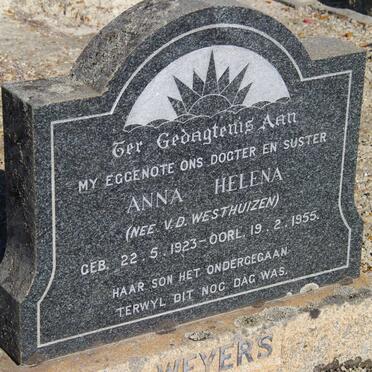 Ter Gedagtenis Aan
MY EGGENOTE ONS DOGTER EN SUSTER
ANNA HELENA
(NEE. V.D. WESTHUIZEN)
GEB. 22.5.1923-OORL. 19.2.1955.
HAAR SON HET ONDERGEGAAN
TERWYL DIT NOG DAG WAS.
WEYERS